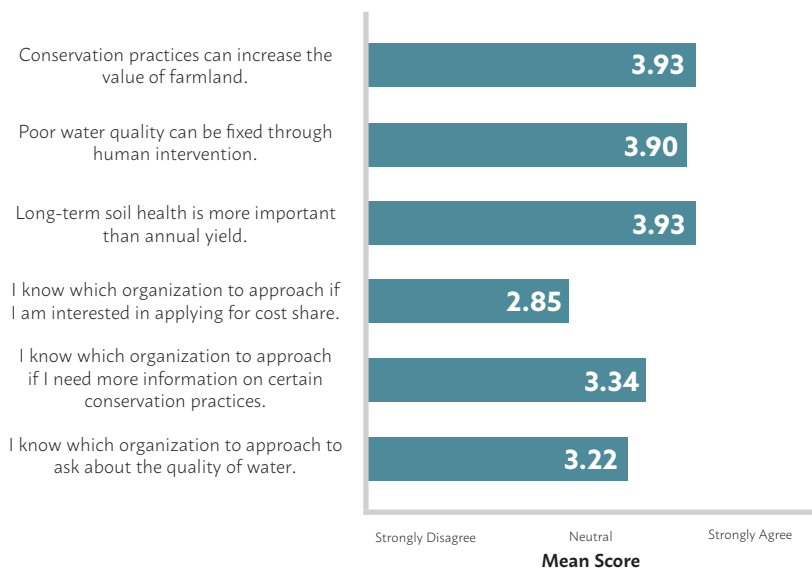 Conservation practices can increase the
value of farmland.
3.93
Poor water quality can be fixed through
human intervention.
3.90
Long-term soil health is more important
than annual yield.
3.93
I know which organization to approach if
I am interested in applying for cost share.
2.85
I know which organization to approach
if I need more information on certain
conservation practices.
3.34
I know which organization to approach to
ask about the quality of water.
3.22
Strongly Disagree
Neutral
Strongly Agree
Mean Score